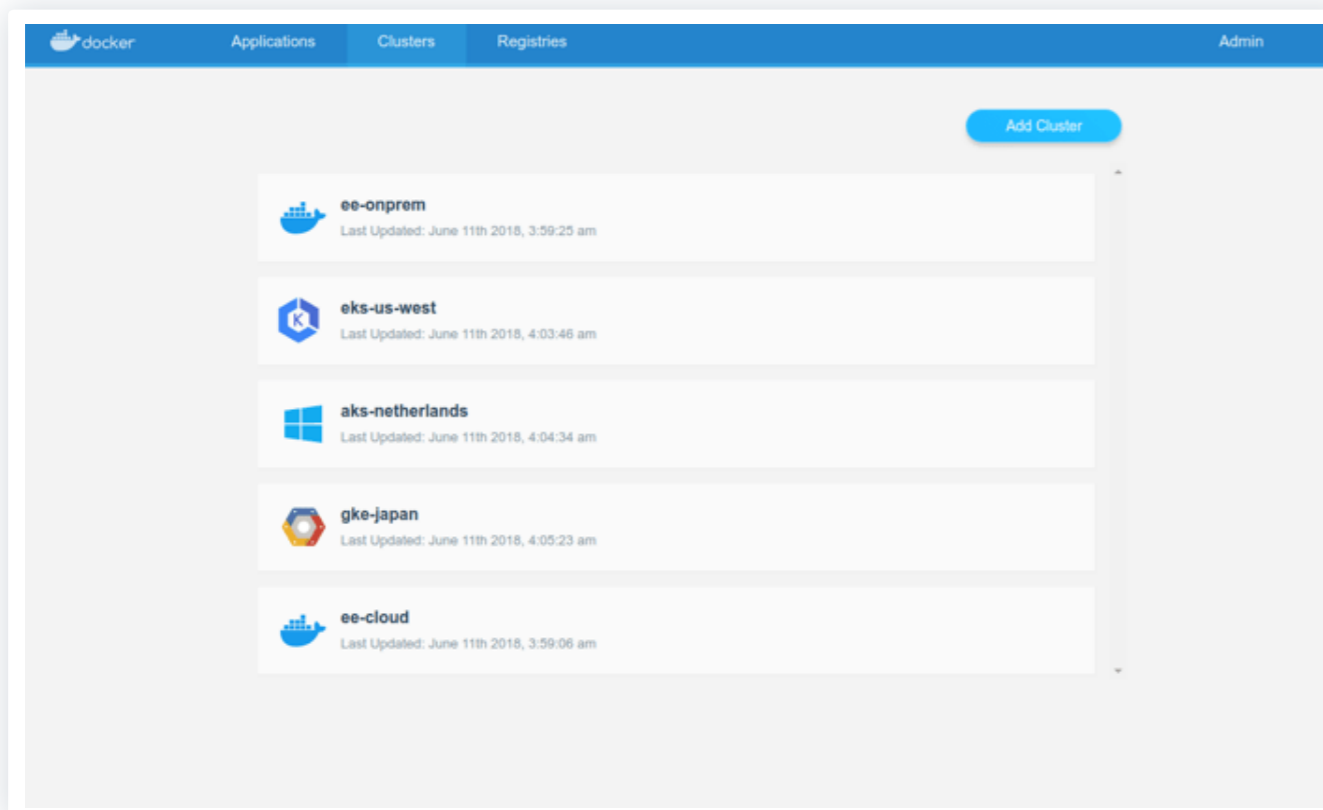 docker Applications Clusters Registries Admin
Add Cluster
ee-onprem
Last Updated: June 11th 2018, 3:59:25 am
eks-us-west
Last Updated: June 11th 2018, 4:03:46 am
aks-netherlands
Last Updated: June 11th 2018, 4:04:34 am
gke-japan
Last Updated: June 11th 2018, 4:05:23 am
ee-cloud
Last Updated: June 11th 2018, 3:59:06 am